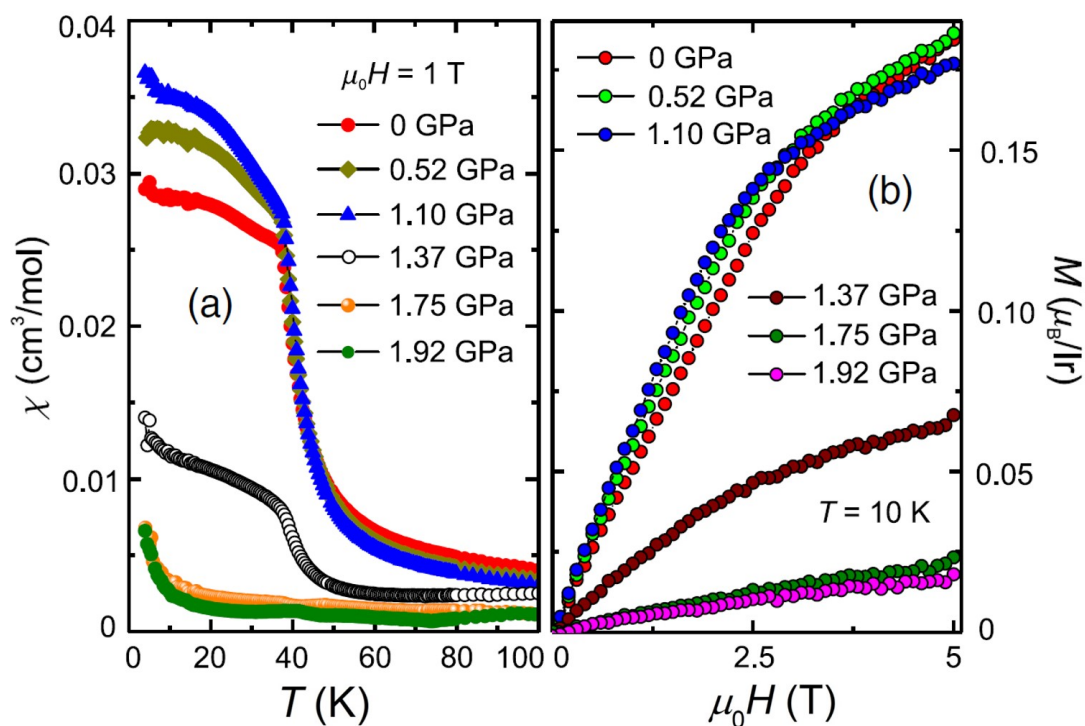 0.04
0.03
0.02
0.01
0
χ (cm³/mol)
μ₀H = 1 T
0 GPa
0.52 GPa
1.10 GPa
1.37 GPa
1.75 GPa
1.92 GPa
(a)
0 20 40 60 80 100
T (K)
0 GPa
0.52 GPa
1.10 GPa
(b)
1.37 GPa
1.75 GPa
1.92 GPa
T = 10 K
0.15
0.10
0.05
0
M (μ_B/Ir)
0 2.5 5
μ₀H (T)